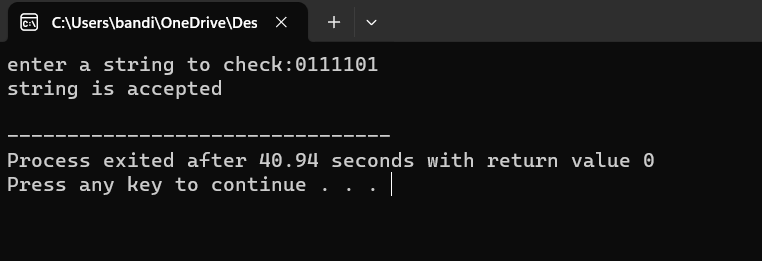 C:\Users\bandi\OneDrive\Des
enter a string to check:0111101
string is accepted
--------------------------------
Process exited after 40.94 seconds with return value 0
Press any key to continue . . .